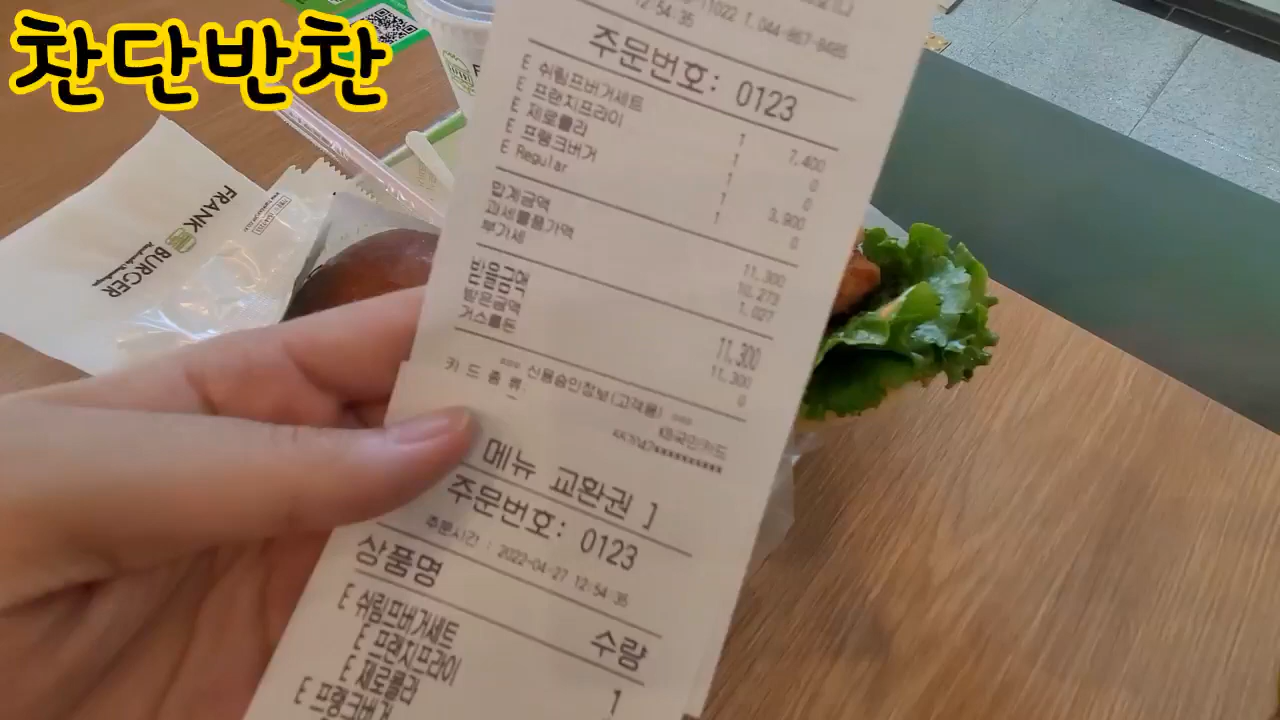 찬단반찬
12:54:35
주문번호: 0123
E 쉬림프버거세트 1 7,400
E 프렌치프라이 1 0
E 제로콜라 1 0
E 프랭크버거 1 3,900
E Regular 1 0
합계금액 11,300
과세물품가액 10,273
부가세 1,027
받을금액 11,300
받은금액 11,300
거스름돈 0
*** 신용승인정보(고객용) ***
카 드 종 류: KB국민카드
메뉴 교환권 ]
주문번호: 0123
주문시간 : 2022-04-27 12:54:35
상품명 수량
E 쉬림프버거세트 1
E 프렌치프라이
E 제로콜라
E 프랭크버거
FRANK BURGER